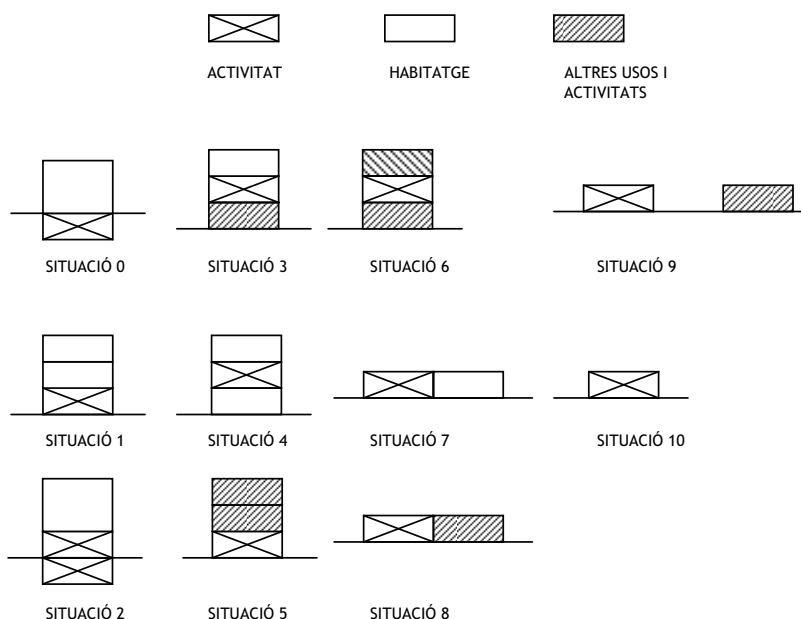 ACTIVITAT
HABITATGE
ALTRES USOS I
ACTIVITATS
SITUACIÓ 0
SITUACIÓ 3
SITUACIÓ 6
SITUACIÓ 9
SITUACIÓ 1
SITUACIÓ 4
SITUACIÓ 7
SITUACIÓ 10
SITUACIÓ 2
SITUACIÓ 5
SITUACIÓ 8